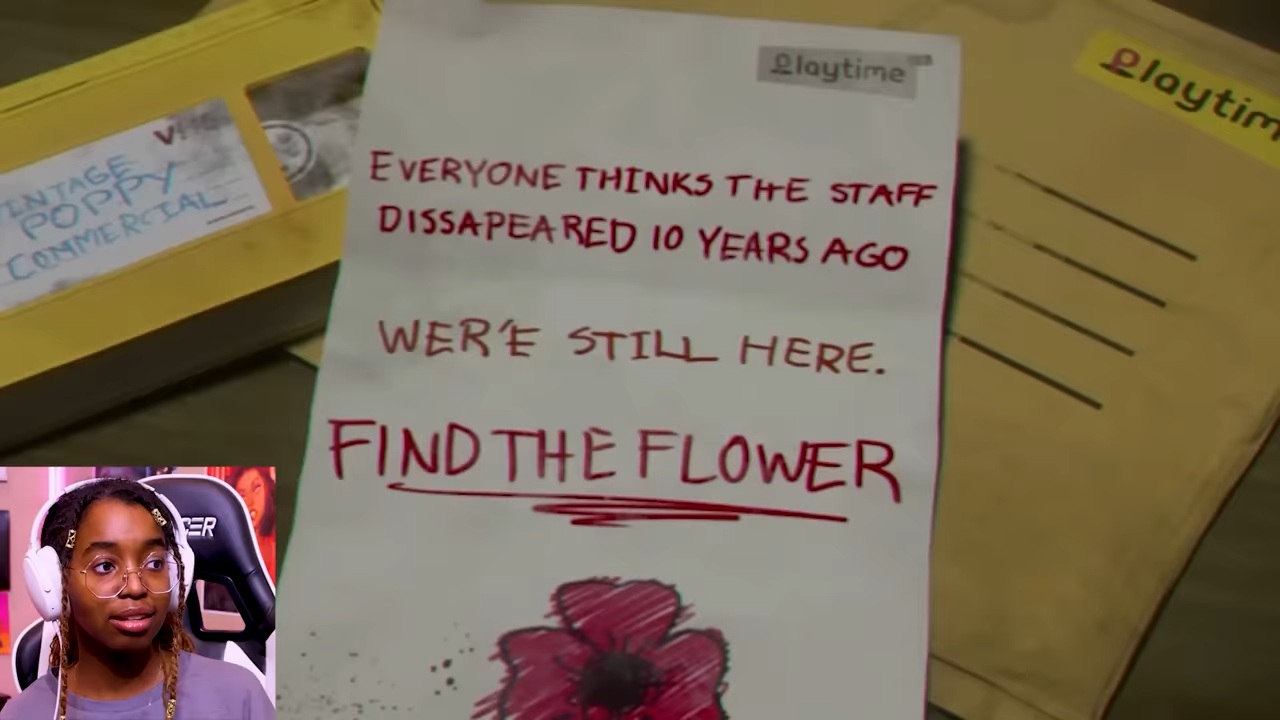 Playtime
Playtim
VHS
VINTAGE
POPPY
COMMERCIAL
EVERYONE THINKS THE STAFF
DISSAPEARED 10 YEARS AGO
WER'E STILL HERE.
FIND THE FLOWER